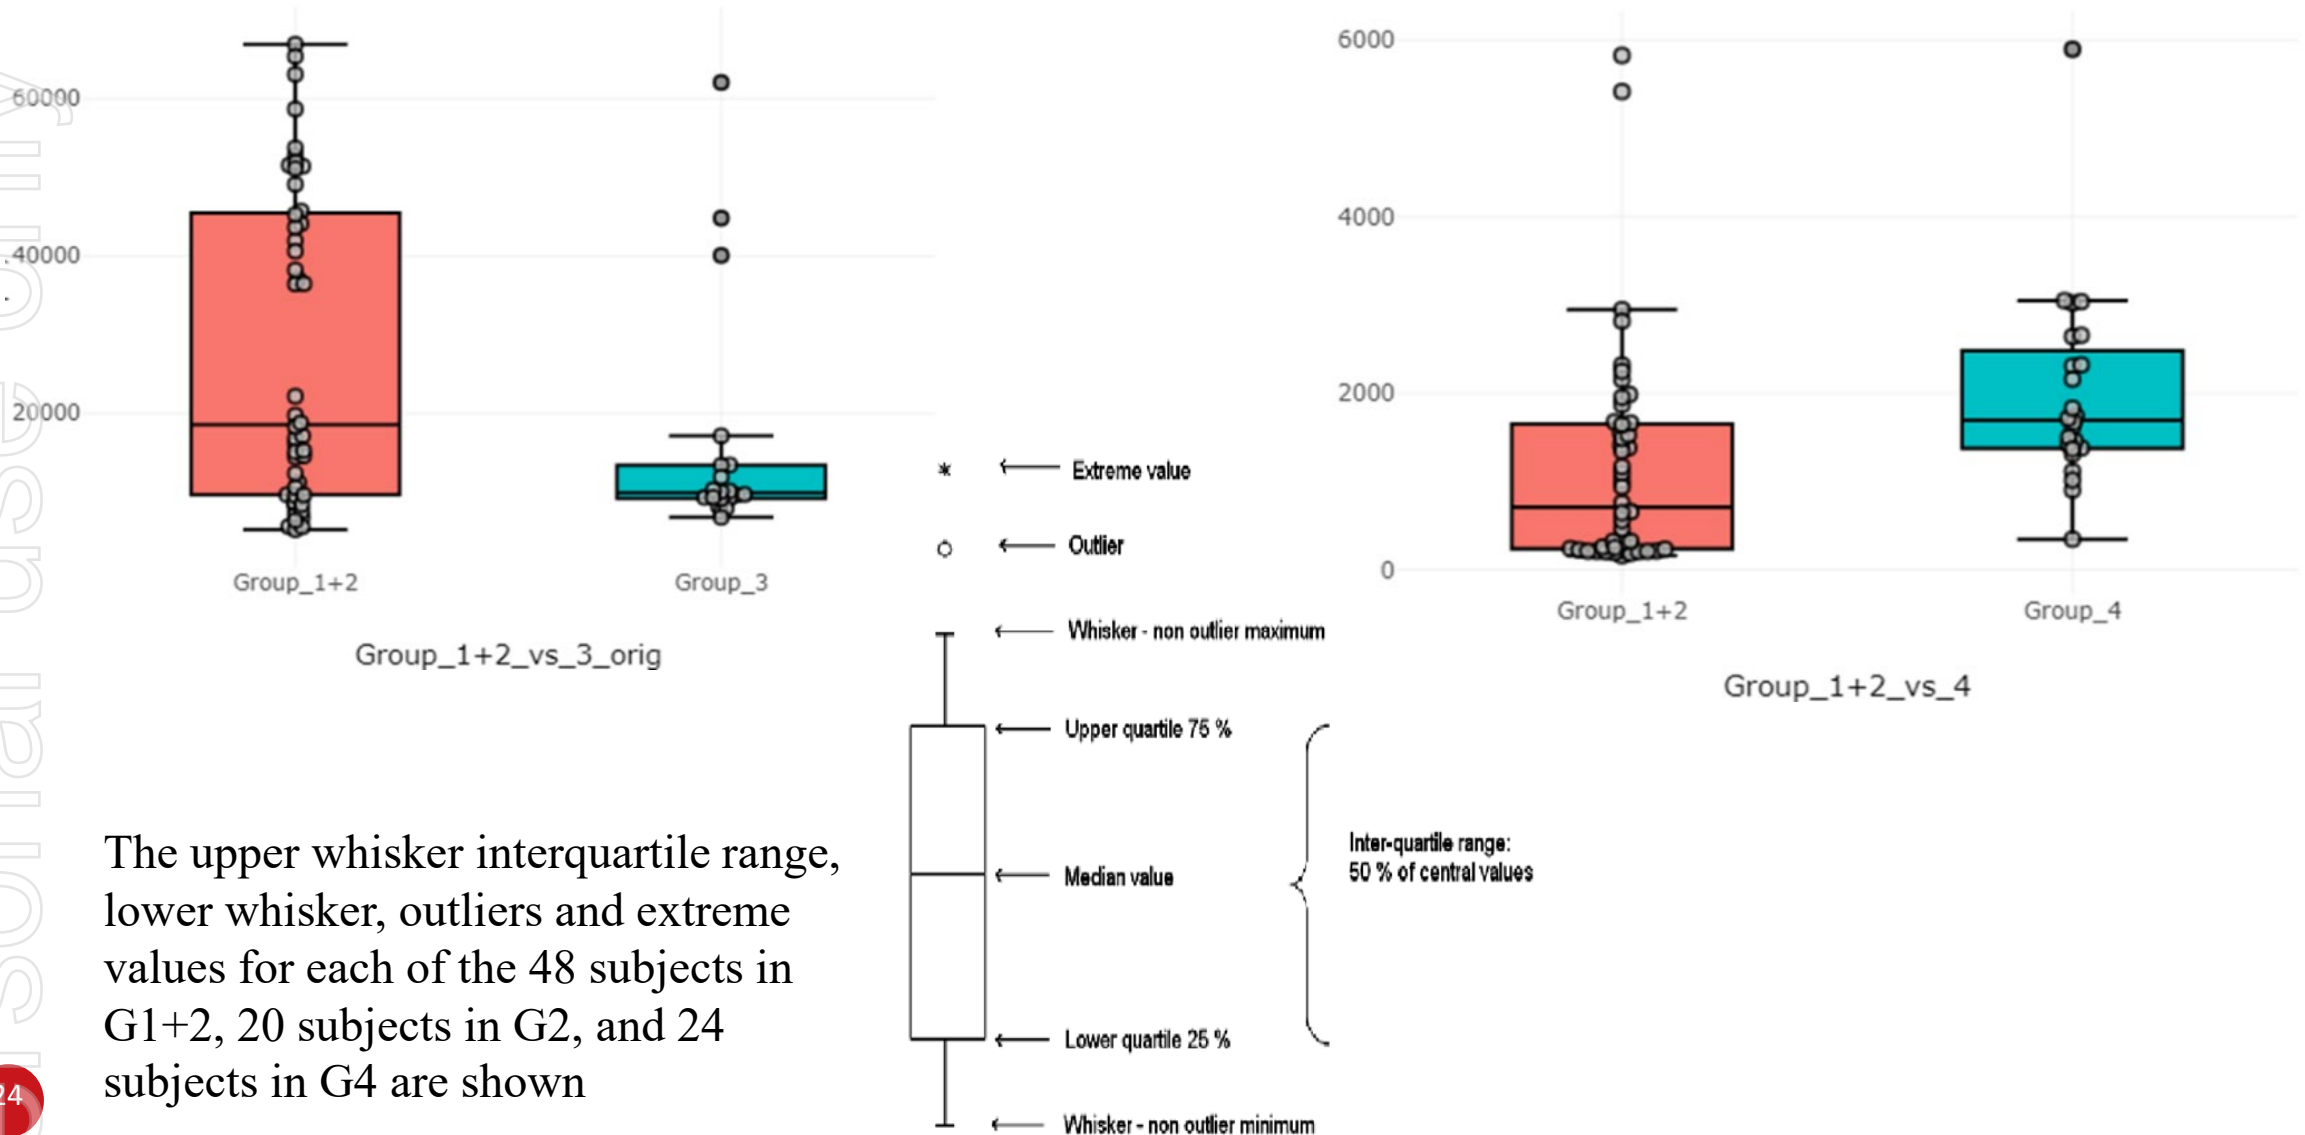 60000
40000
20000
Group_1+2
Group_3
Group_1+2_vs_3_orig
6000
4000
2000
0
Group_1+2
Group_4
Group_1+2_vs_4
Extreme value
Outlier
Whisker - non outlier maximum
Upper quartile 75 %
Median value
Inter-quartile range:
50 % of central values
Lower quartile 25 %
Whisker - non outlier minimum
The upper whisker interquartile range,
lower whisker, outliers and extreme
values for each of the 48 subjects in
G1+2, 20 subjects in G2, and 24
subjects in G4 are shown
24
use only